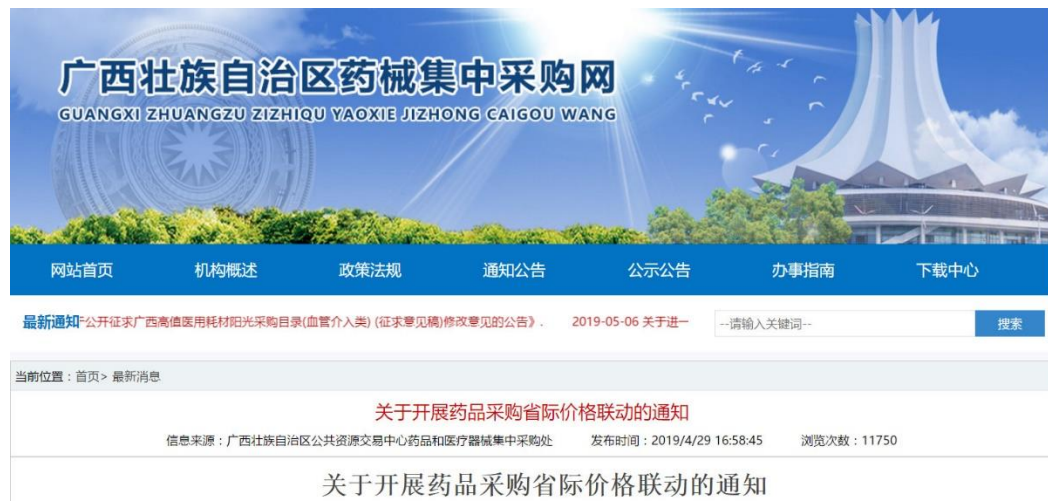 广西壮族自治区药械集中采购网
GUANGXI ZHUANGZU ZIZHIQU YAOXIE JIZHONG CAIGOU WANG
网站首页 机构概述 政策法规 通知公告 公示公告 办事指南 下载中心
最新通知 公开征求广西高值医用耗材阳光采购目录(血管介入类) (征求意见稿)修改意见的公告》. 2019-05-06 关于进一 --请输入关键词-- 搜索
当前位置：首页> 最新消息
关于开展药品采购省际价格联动的通知
信息来源：广西壮族自治区公共资源交易中心药品和医疗器械集中采购处 发布时间：2019/4/29 16:58:45 浏览次数：11750
关于开展药品采购省际价格联动的通知